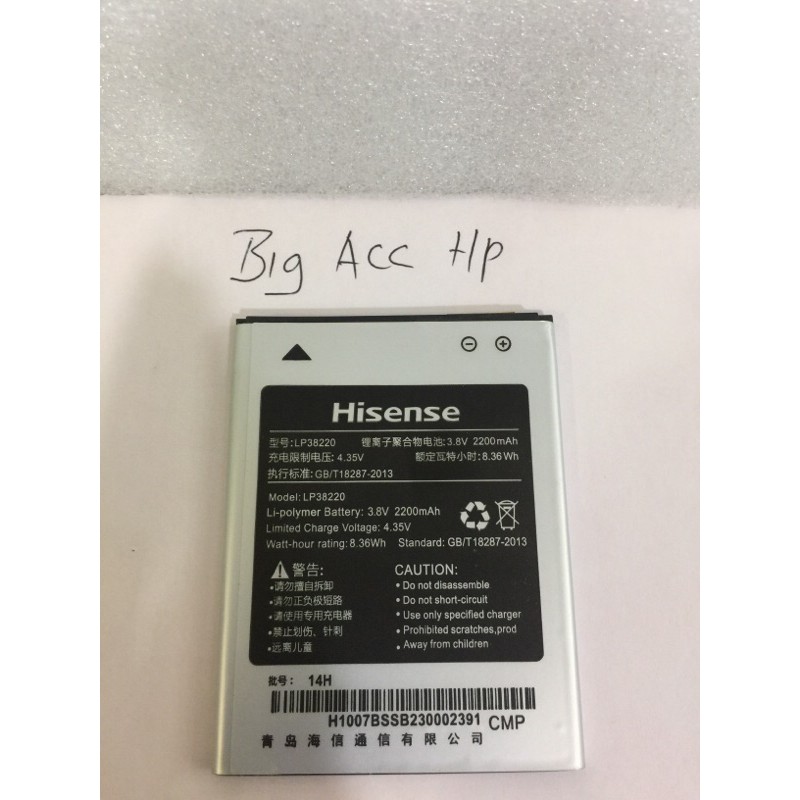 Big Acc Hp
Hisense
型号:LP38220 锂离子聚合物电池:3.8V 2200mAh
充电限制电压: 4.35V 额定瓦特小时:8.36Wh
执行标准: GB/T18287-2013
Model: LP38220
Li-polymer Battery: 3.8V 2200mAh
Limited Charge Voltage: 4.35V
Watt-hour rating: 8.36Wh Standard: GB/T18287-2013
警告:
•请勿擅自拆卸
•请勿正负极短路
•请使用专用充电器
•禁止划伤、针刺
•远离儿童
CAUTION:
• Do not disassemble
• Do not short-circuit
• Use only specified charger
• Prohibited scratches,prod
• Away from children
批号: 14H
H1007BSSB230002391 CMP
青岛海信通信有限公司